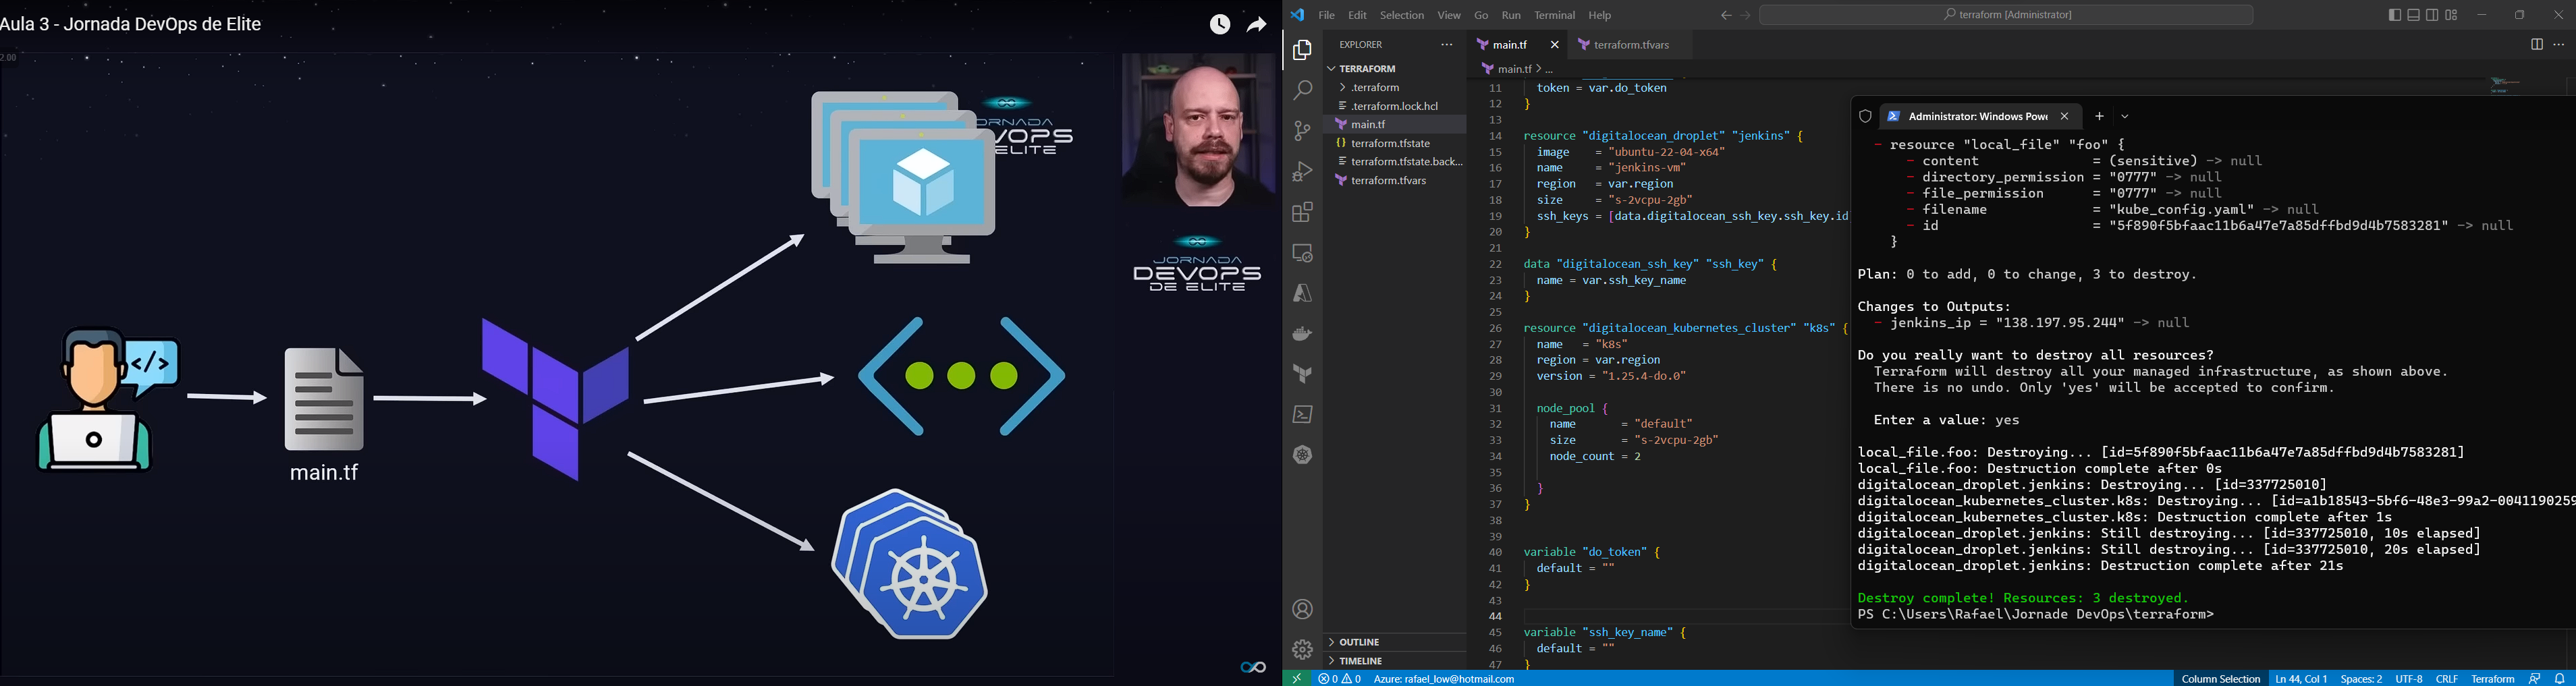 Aula 3 - Jornada DevOps de Elite
2.00
JORNADA
DEVOPS
DE ELITE
JORNADA
DEVOPS
DE ELITE
</>
main.tf
File Edit Selection View Go Run Terminal Help
terraform [Administrator]
EXPLORER
TERRAFORM
.terraform
.terraform.lock.hcl
main.tf
terraform.tfstate
terraform.tfstate.back...
terraform.tfvars
OUTLINE
TIMELINE
main.tf
terraform.tfvars
main.tf > ...
11 token = var.do_token
12 }
13
14 resource "digitalocean_droplet" "jenkins" {
15 image = "ubuntu-22-04-x64"
16 name = "jenkins-vm"
17 region = var.region
18 size = "s-2vcpu-2gb"
19 ssh_keys = [data.digitalocean_ssh_key.ssh_key.id
20 }
21
22 data "digitalocean_ssh_key" "ssh_key" {
23 name = var.ssh_key_name
24 }
25
26 resource "digitalocean_kubernetes_cluster" "k8s" {
27 name = "k8s"
28 region = var.region
29 version = "1.25.4-do.0"
30
31 node_pool {
32 name = "default"
33 size = "s-2vcpu-2gb"
34 node_count = 2
35
36 }
37 }
38
39
40 variable "do_token" {
41 default = ""
42 }
43
44
45 variable "ssh_key_name" {
46 default = ""
47 }
Administrator: Windows Powe
- resource "local_file" "foo" {
- content = (sensitive) -> null
- directory_permission = "0777" -> null
- file_permission = "0777" -> null
- filename = "kube_config.yaml" -> null
- id = "5f890f5bfaac11b6a47e7a85dffbd9d4b7583281" -> null
}
Plan: 0 to add, 0 to change, 3 to destroy.
Changes to Outputs:
- jenkins_ip = "138.197.95.244" -> null
Do you really want to destroy all resources?
Terraform will destroy all your managed infrastructure, as shown above.
There is no undo. Only 'yes' will be accepted to confirm.
Enter a value: yes
local_file.foo: Destroying... [id=5f890f5bfaac11b6a47e7a85dffbd9d4b7583281]
local_file.foo: Destruction complete after 0s
digitalocean_droplet.jenkins: Destroying... [id=337725010]
digitalocean_kubernetes_cluster.k8s: Destroying... [id=a1b18543-5bf6-48e3-99a2-0041190259
digitalocean_kubernetes_cluster.k8s: Destruction complete after 1s
digitalocean_droplet.jenkins: Still destroying... [id=337725010, 10s elapsed]
digitalocean_droplet.jenkins: Still destroying... [id=337725010, 20s elapsed]
digitalocean_droplet.jenkins: Destruction complete after 21s
Destroy complete! Resources: 3 destroyed.
PS C:\Users\Rafael\Jornade DevOps\terraform>
0 0 Azure: rafael_low@hotmail.com
Column Selection Ln 44, Col 1 Spaces: 2 UTF-8 CRLF Terraform